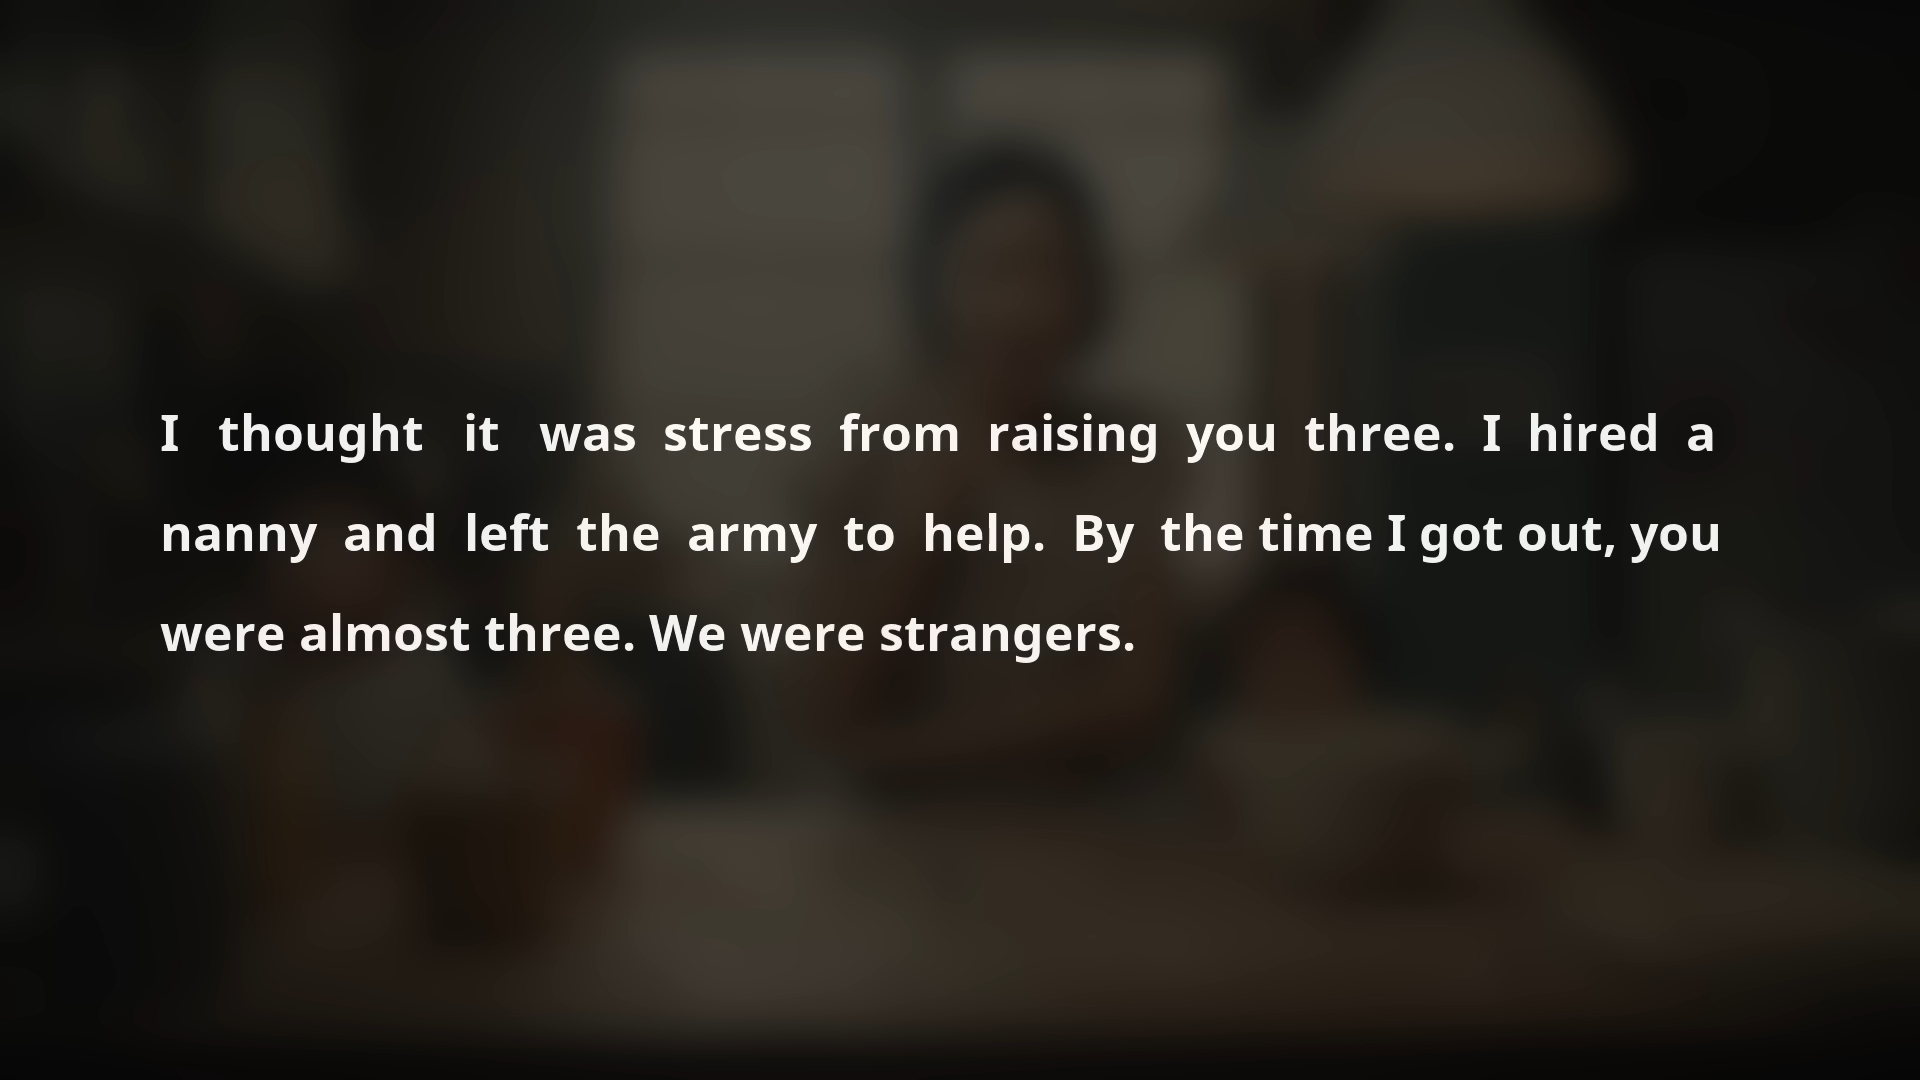 I thought it was stress from raising you three. I hired a
nanny and left the army to help. By the time I got out, you
were almost three. We were strangers.